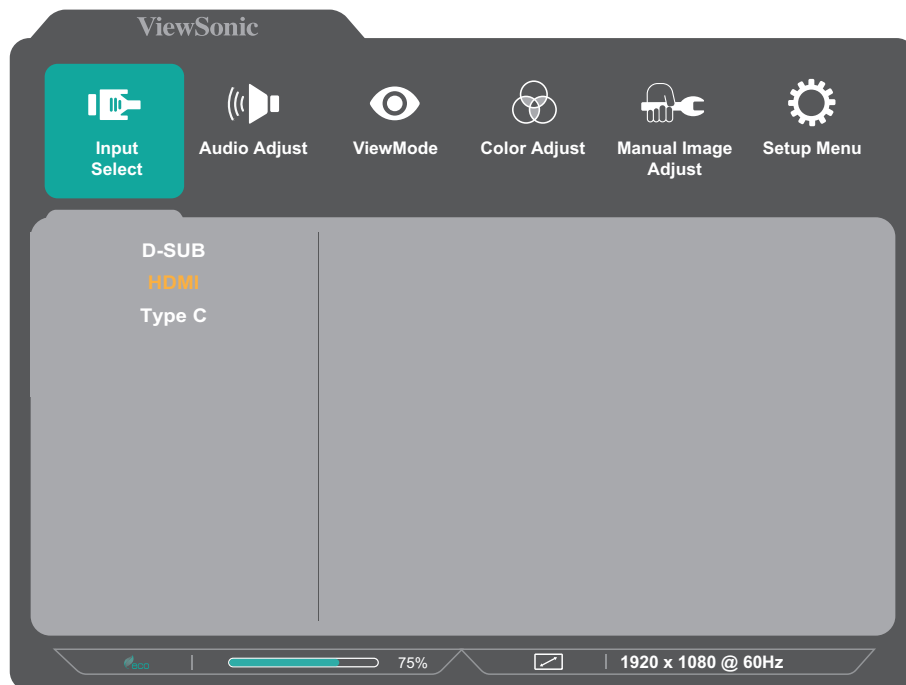 ViewSonic
Input
Select
Audio Adjust
ViewMode
Color Adjust
Manual Image
Adjust
Setup Menu
D-SUB
HDMI
Type C
ECO
75%
1920 x 1080 @ 60Hz